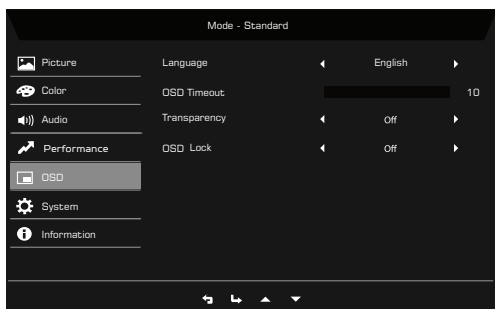 Mode - Standard
Picture
Color
Audio
Performance
OSD
System
Information
Language English
OSD Timeout 10
Transparency Off
OSD Lock Off